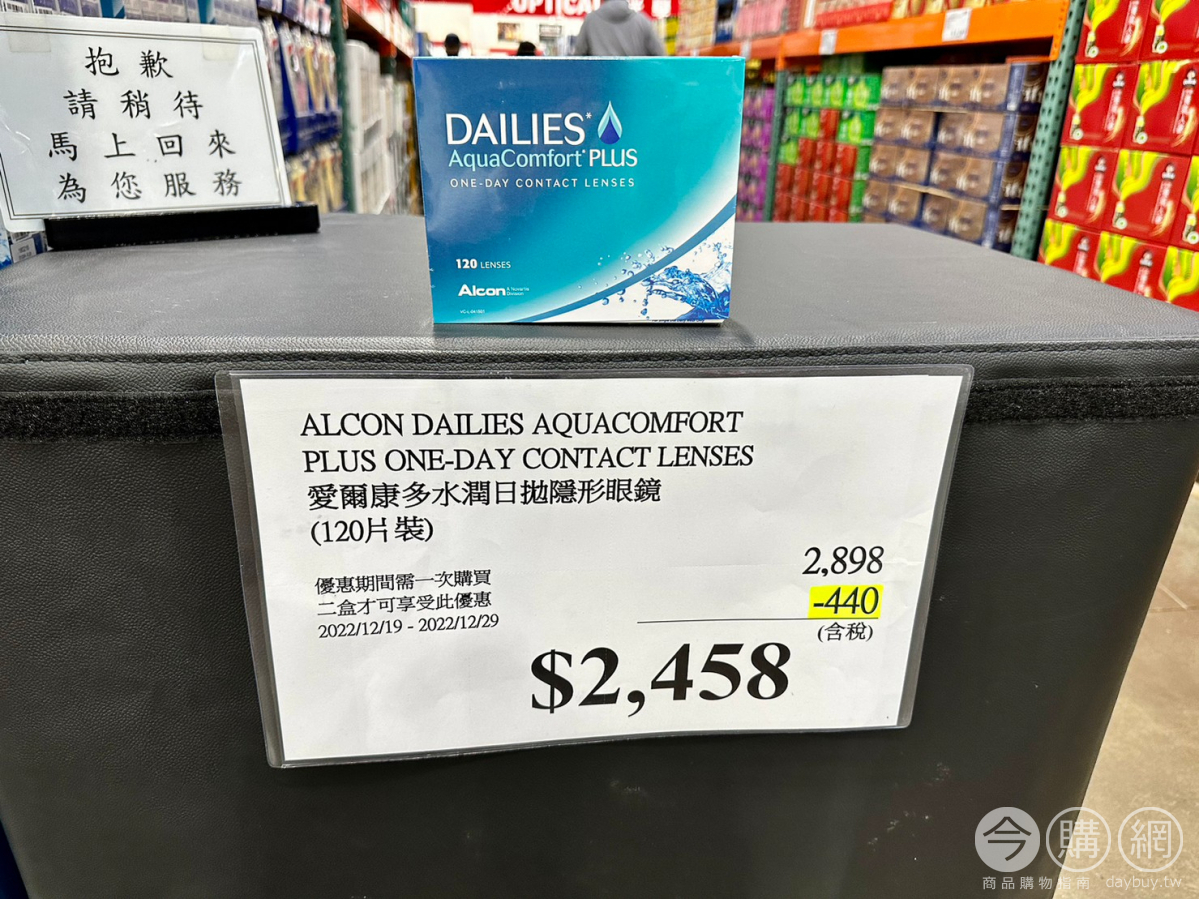 OPTICAL
抱歉
請稍待
馬上回來
為您服務
DAILIES*
AquaComfort* PLUS
ONE-DAY CONTACT LENSES
120 LENSES
Alcon
A Novartis
Division
ALCON DAILIES AQUACOMFORT
PLUS ONE-DAY CONTACT LENSES
愛爾康多水潤日拋隱形眼鏡
(120片裝)
2,898
優惠期間需一次購買
二盒才可享受此優惠
-440
2022/12/19 - 2022/12/29
(含稅)
$2,458
今購網
商品購物指南 daybuy.tw